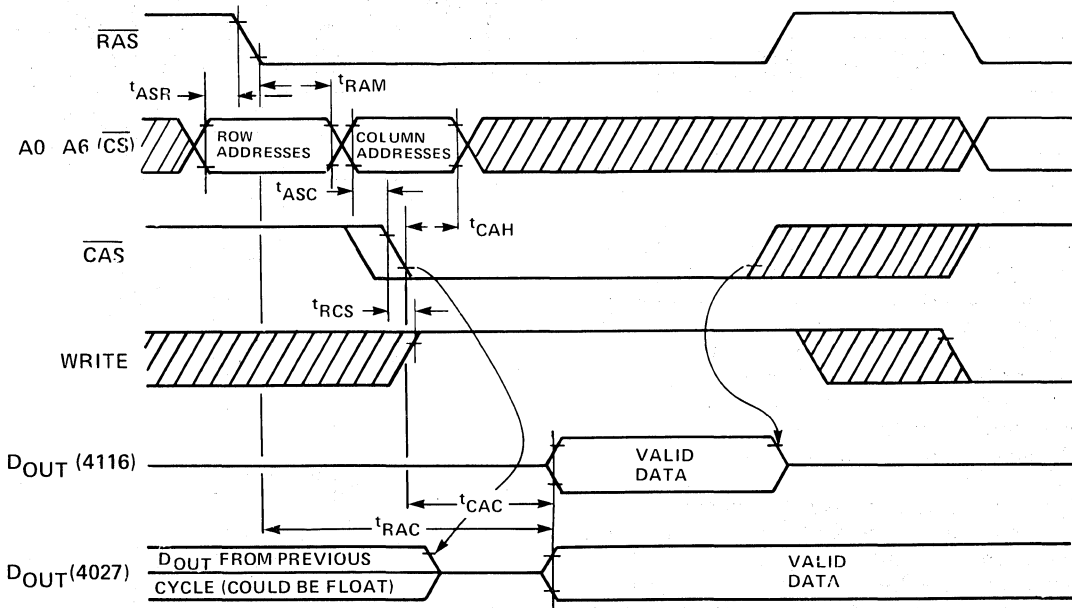 RAS
tASR
tRAM
A0 A6 (CS)
ROW
ADDRESSES
COLUMN
ADDRESSES
tASC
tCAH
CAS
tRCS
WRITE
DOUT (4116)
VALID
DATA
tCAC
tRAC
DOUT (4027)
DOUT FROM PREVIOUS
CYCLE (COULD BE FLOAT)
VALID
DATA